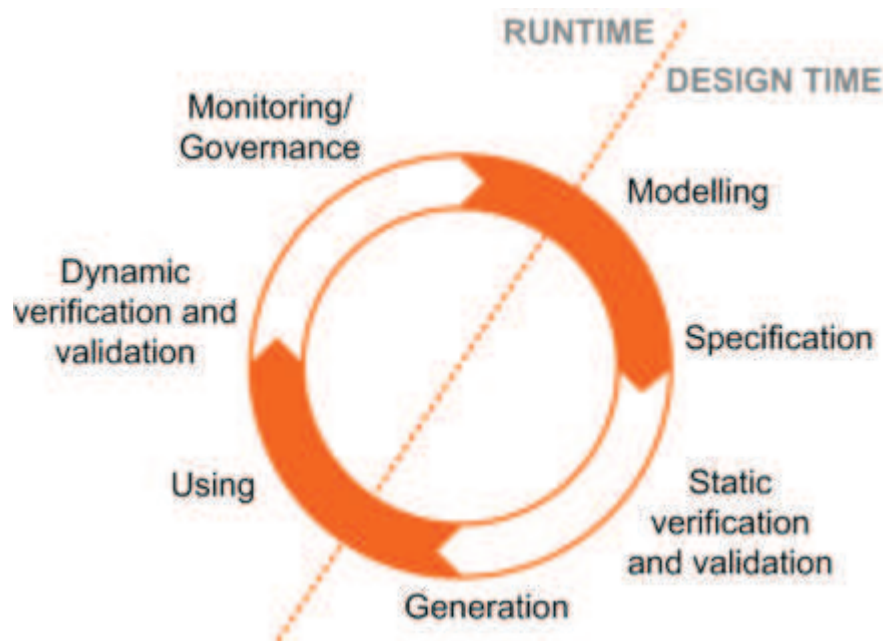 RUNTIME
DESIGN TIME
Monitoring/
Governance
Modelling
Dynamic
verification and
validation
Specification
Using
Static
verification
and validation
Generation